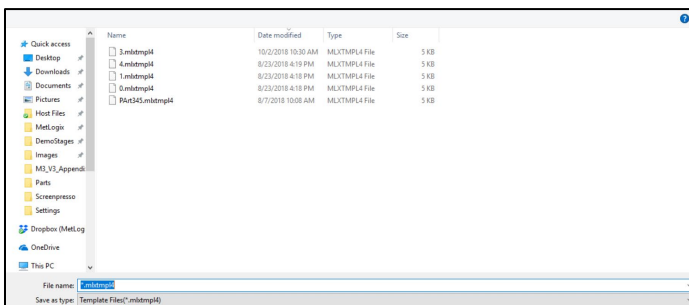 Name Date modified Type Size
Quick access
Desktop
Downloads
Documents
Pictures
Host Files
MetLogix
DemoStages
Images
M3_V3_Appendi
Parts
Screenpresso
Settings
Dropbox (MetLog
OneDrive
This PC
3.mlxtmpl4 10/2/2018 10:30 AM MLXTMPL4 File 5 KB
4.mlxtmpl4 8/23/2018 4:19 PM MLXTMPL4 File 5 KB
1.mlxtmpl4 8/23/2018 4:18 PM MLXTMPL4 File 5 KB
0.mlxtmpl4 8/23/2018 4:18 PM MLXTMPL4 File 5 KB
PArt345.mlxtmpl4 8/7/2018 10:08 AM MLXTMPL4 File 5 KB
File name: *.mlxtmpl4
Save as type: Template Files(*.mlxtmpl4)